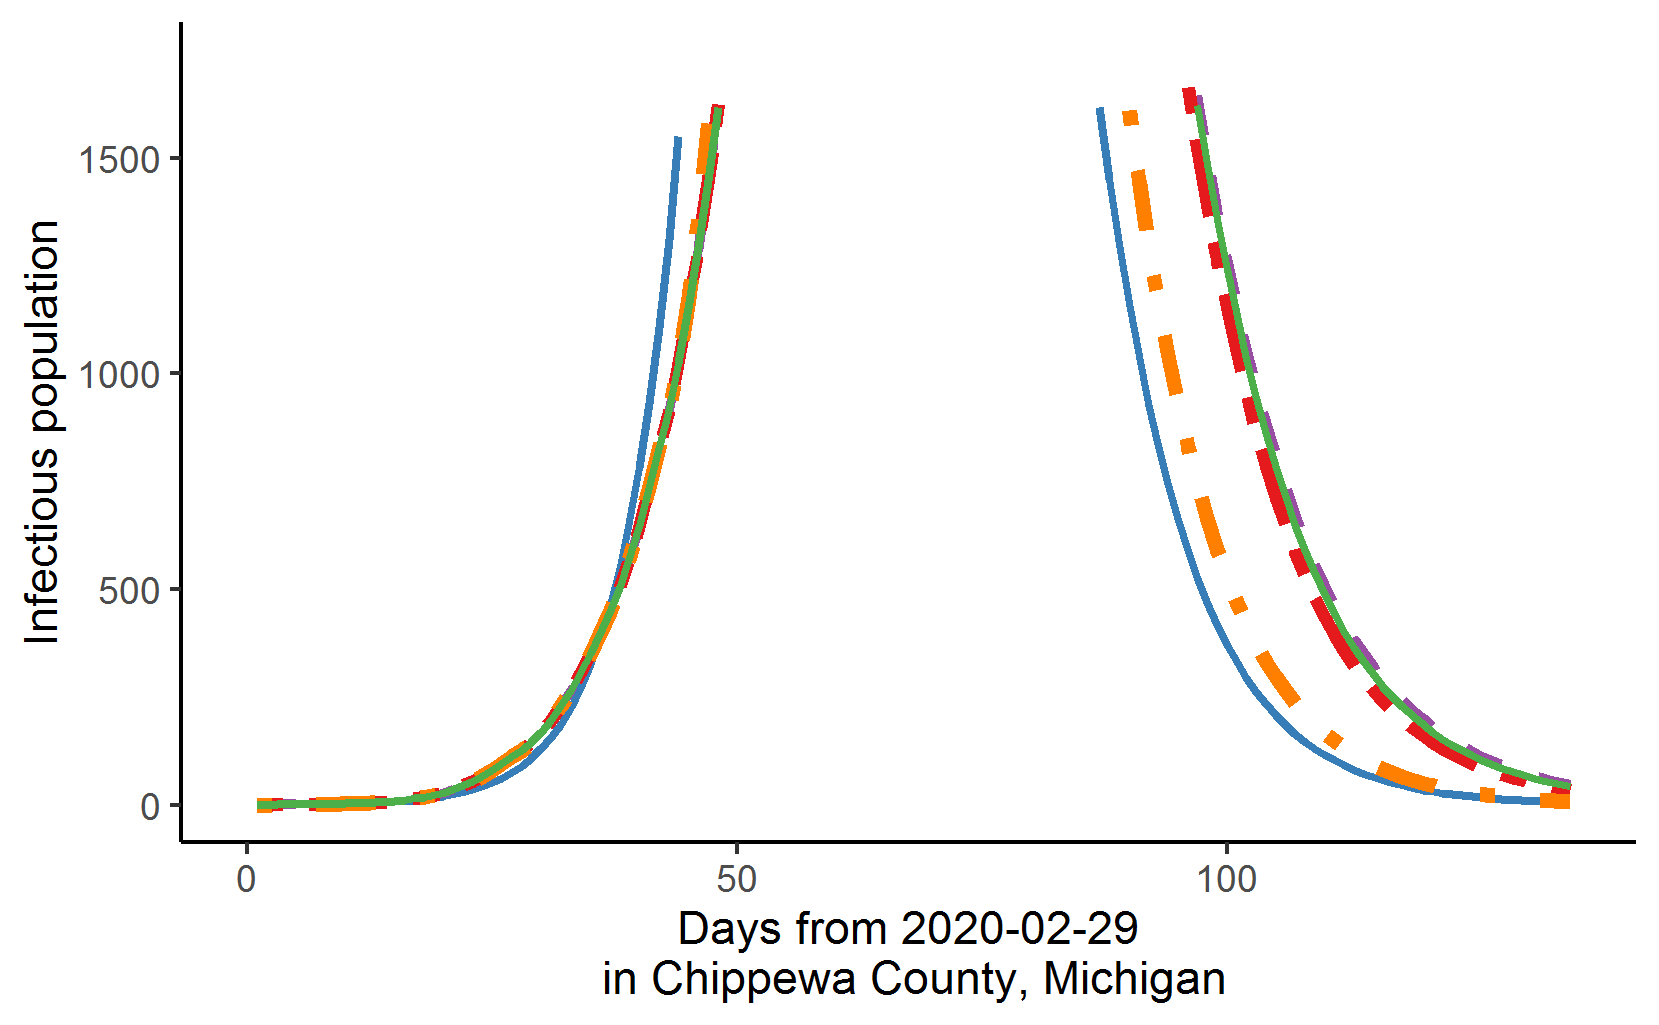 Infectious population
1500
1000
500
0
0 50 100
Days from 2020-02-29
in Chippewa County, Michigan